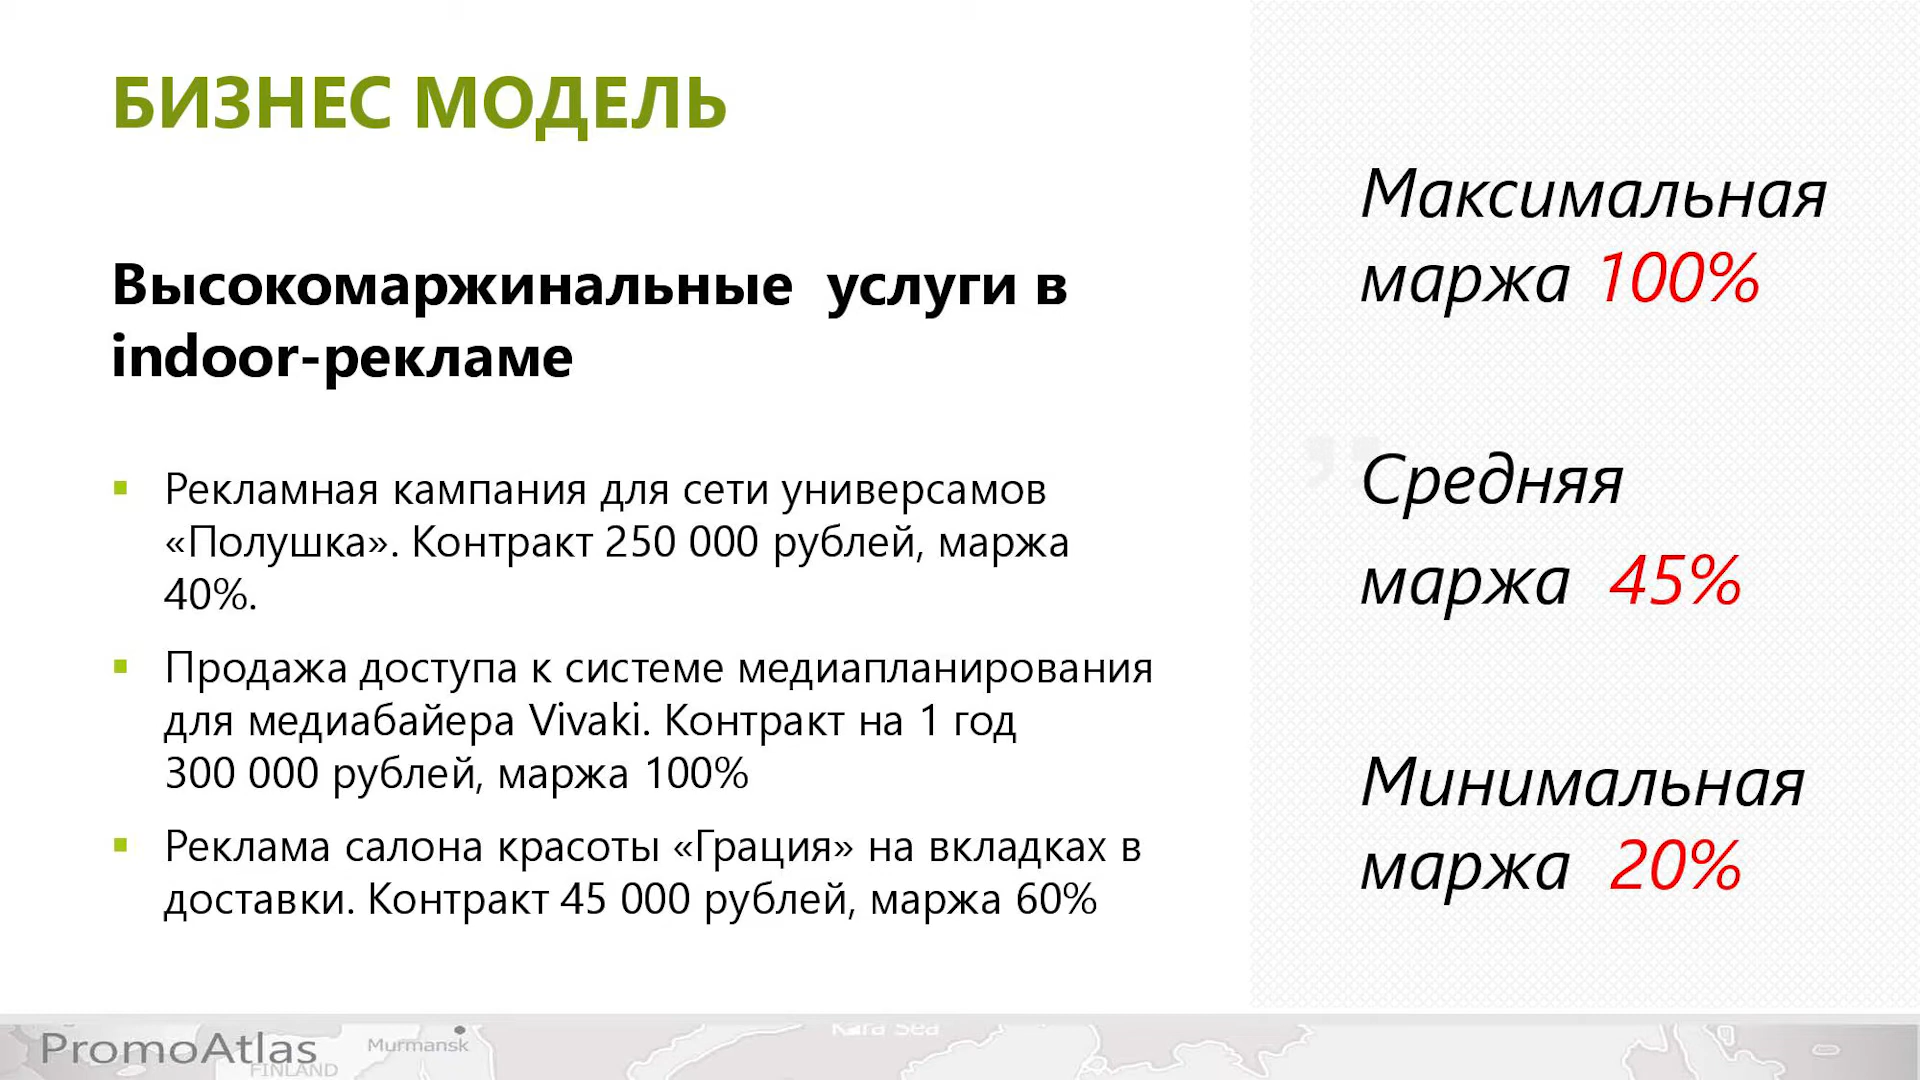 БИЗНЕС МОДЕЛЬ
Высокомаржинальные услуги в
indoor-рекламе
Рекламная кампания для сети универсамов
«Полушка». Контракт 250 000 рублей, маржа
40%.
Продажа доступа к системе медиапланирования
для медиабайера Vivaki. Контракт на 1 год
300 000 рублей, маржа 100%
Реклама салона красоты «Грация» на вкладках в
доставки. Контракт 45 000 рублей, маржа 60%
Максимальная
маржа 100%
Средняя
маржа 45%
Минимальная
маржа 20%
PromoAtlas
Murmansk
FINLAND
Kara Sea